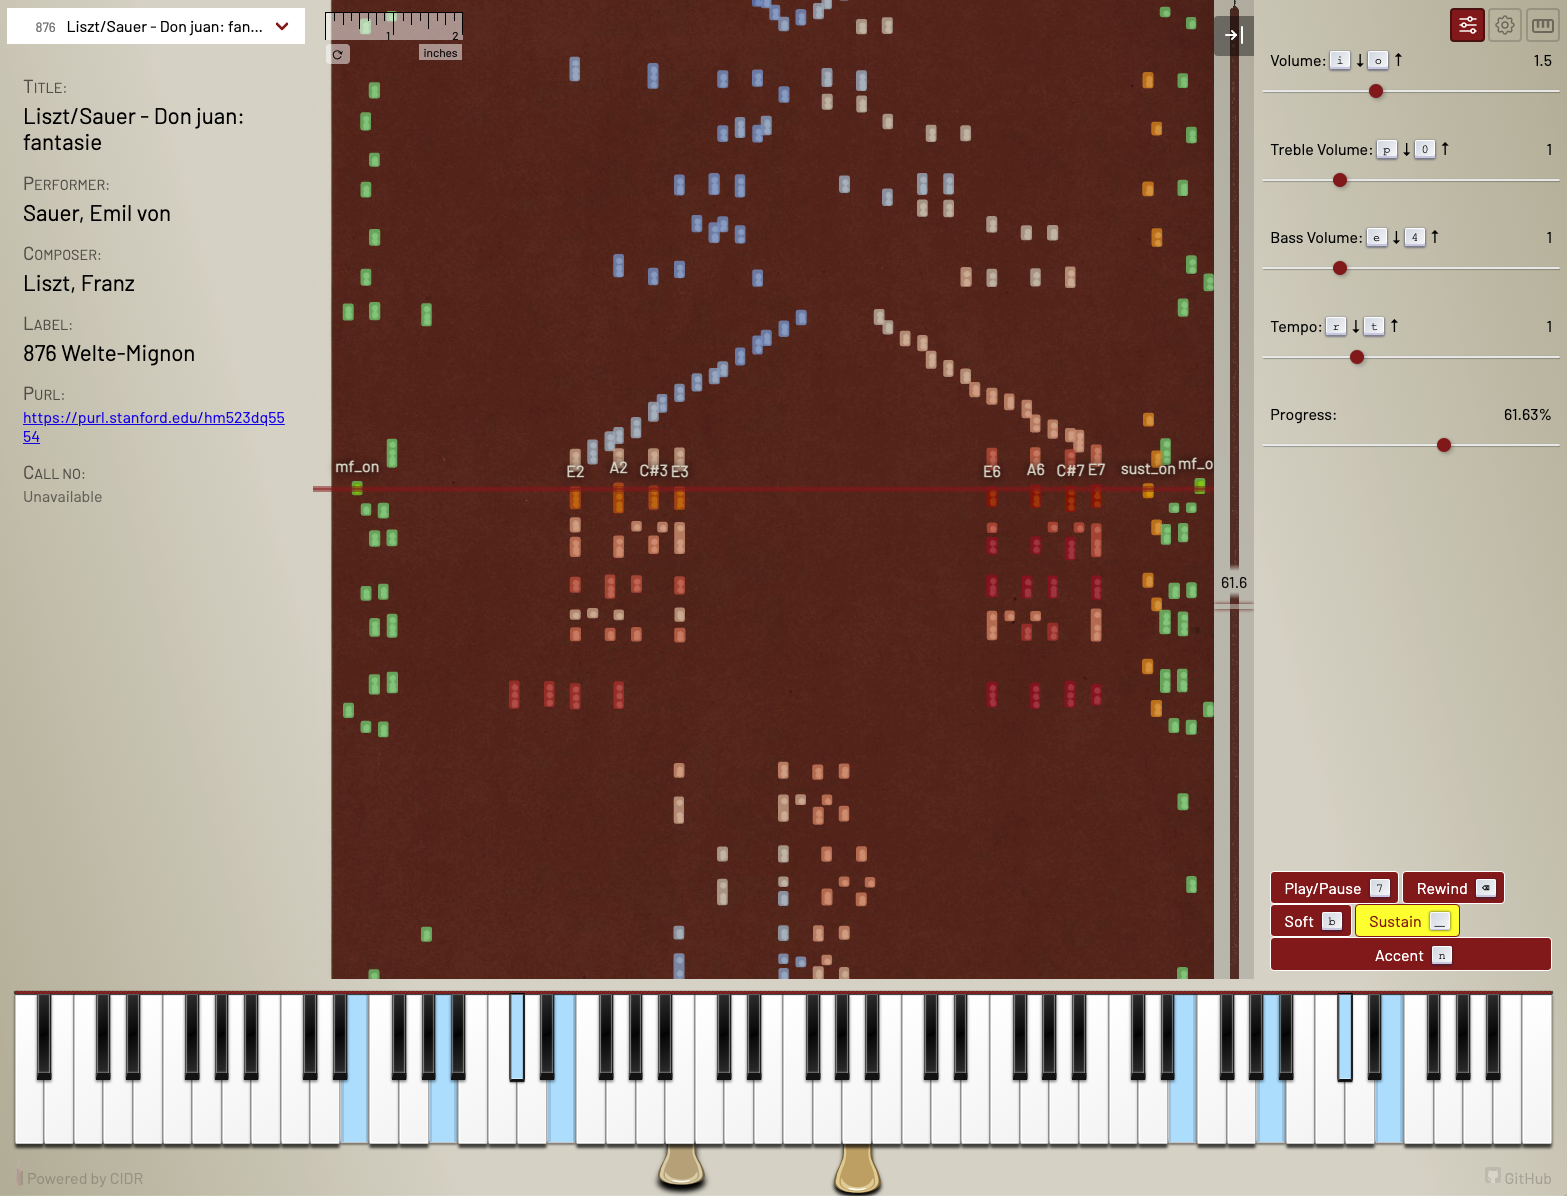 876 Liszt/Sauer - Don juan: fan...
TITLE:
Liszt/Sauer - Don juan:
fantasie
PERFORMER:
Sauer, Emil von
COMPOSER:
Liszt, Franz
LABEL:
876 Welte-Mignon
PURL:
https://purl.stanford.edu/hm523dq55
54
CALL NO:
Unavailable
1 2
inches
mf_on E2 A2 C#3 E3 E6 A6 C#7 E7 sust_on mf_o
61.6
Volume: i ↓ o ↑ 1.5
Treble Volume: p ↓ 0 ↑ 1
Bass Volume: e ↓ 4 ↑ 1
Tempo: r ↓ t ↑ 1
Progress: 61.63%
Play/Pause 7 Rewind ⌫
Soft b Sustain __
Accent n
Powered by CIDR
GitHub